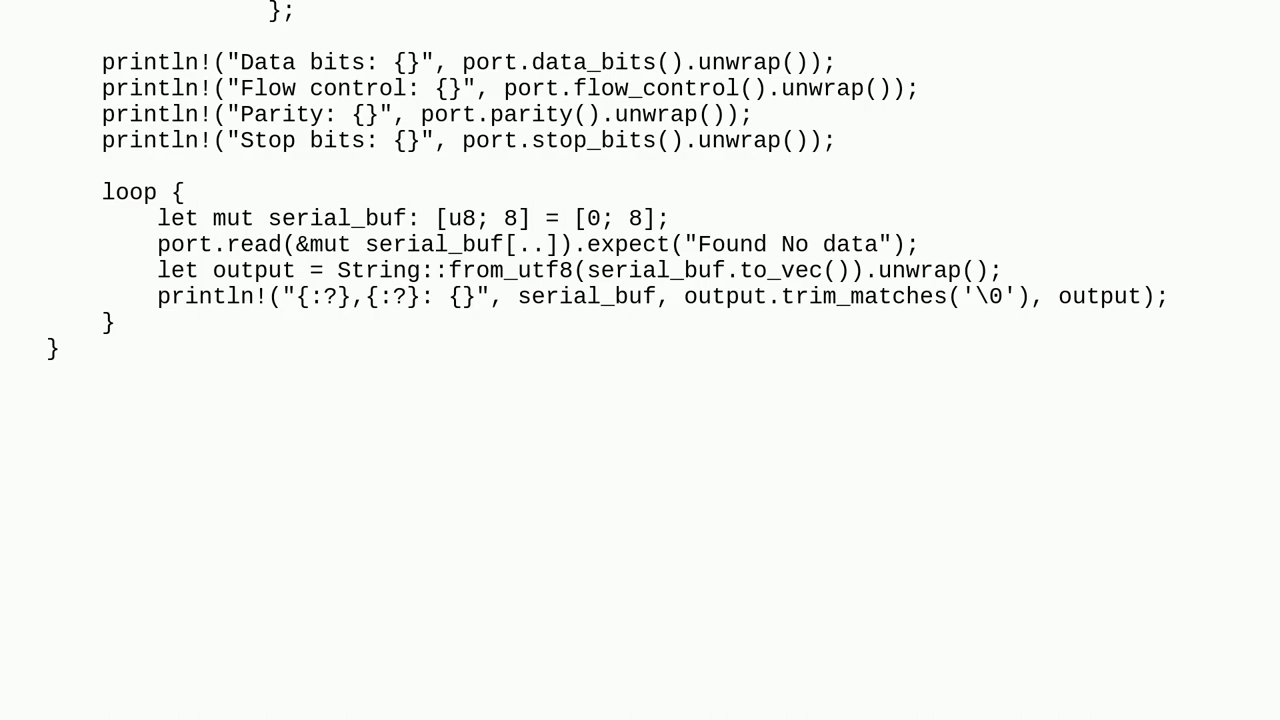 };
println!("Data bits: {}", port.data_bits().unwrap());
println!("Flow control: {}", port.flow_control().unwrap());
println!("Parity: {}", port.parity().unwrap());
println!("Stop bits: {}", port.stop_bits().unwrap());
loop {
let mut serial_buf: [u8; 8] = [0; 8];
port.read(&mut serial_buf[..]).expect("Found No data");
let output = String::from_utf8(serial_buf.to_vec()).unwrap();
println!("{:?},{:?}: {}", serial_buf, output.trim_matches('\0'), output);
}
}